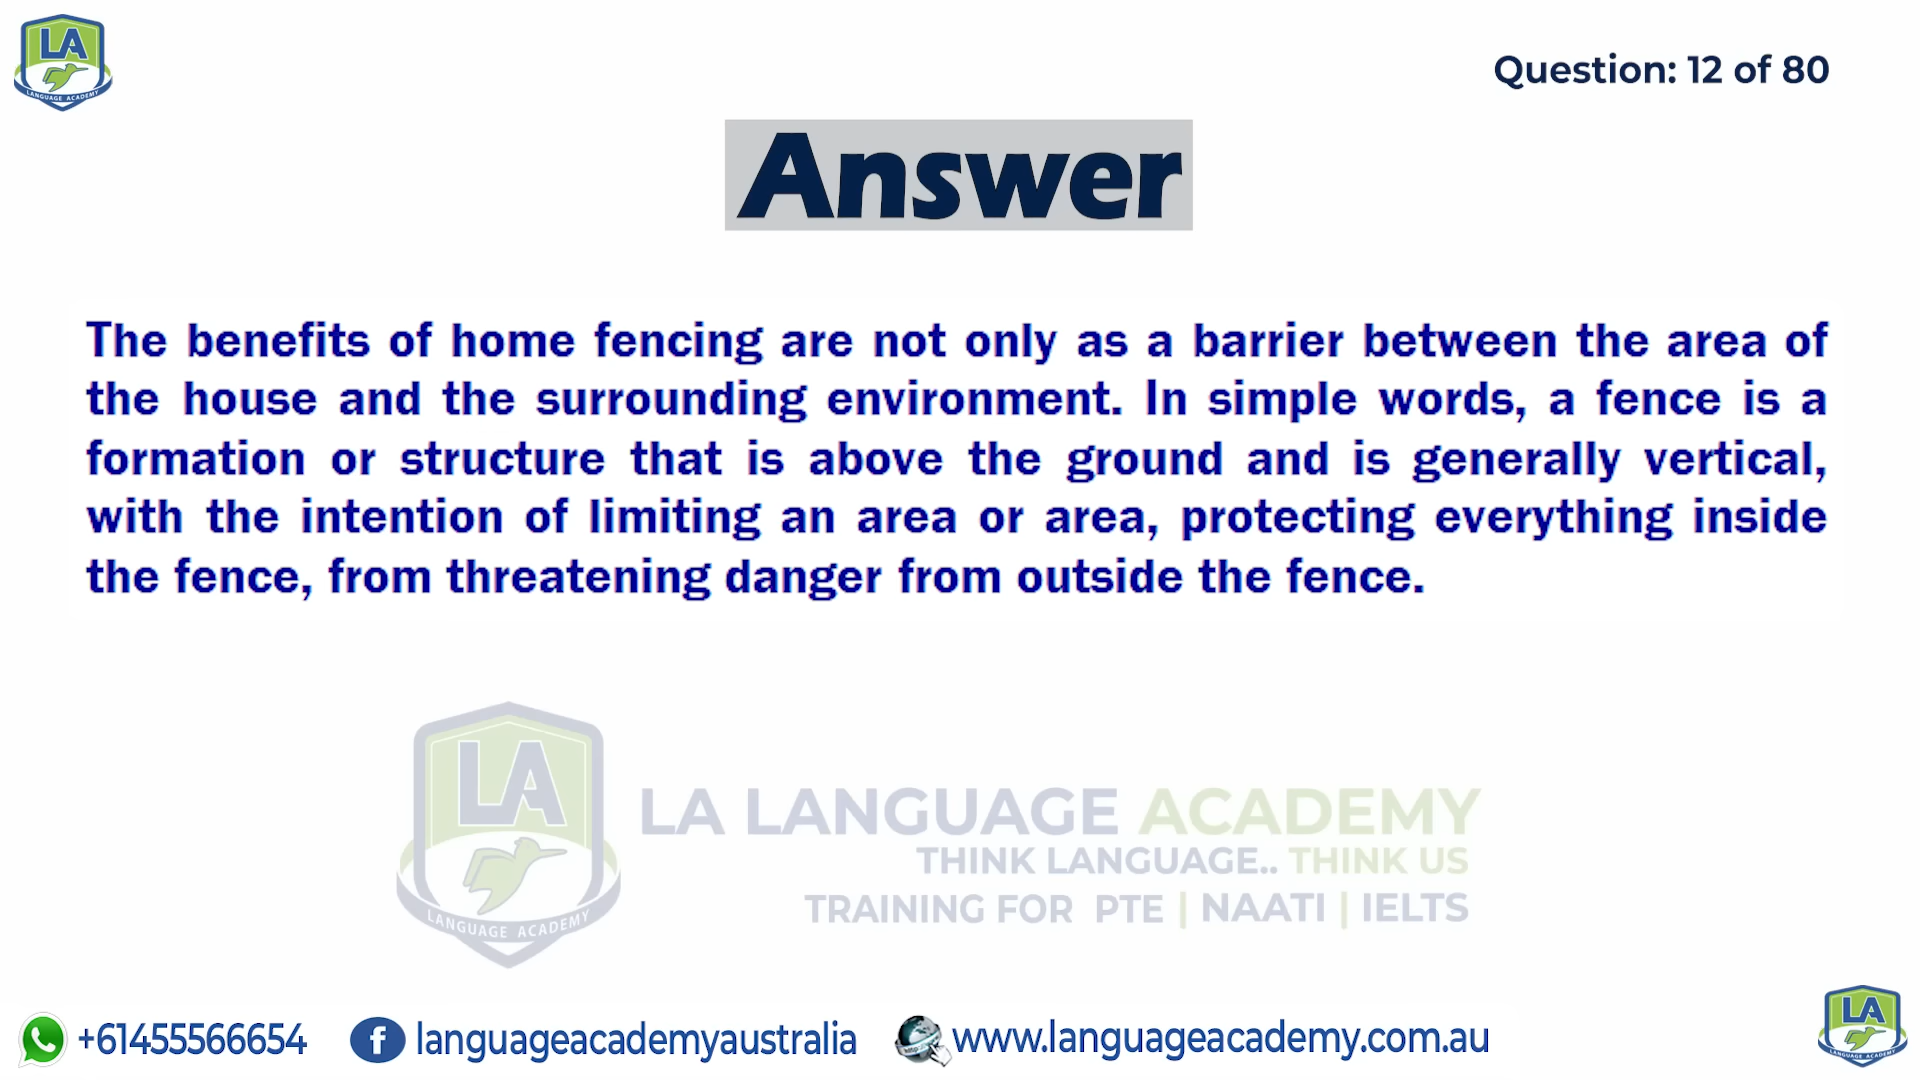 LA
LANGUAGE ACADEMY
Question: 12 of 80
Answer
The benefits of home fencing are not only as a barrier between the area of
the house and the surrounding environment. In simple words, a fence is a
formation or structure that is above the ground and is generally vertical,
with the intention of limiting an area or area, protecting everything inside
the fence, from threatening danger from outside the fence.
LA
LANGUAGE ACADEMY
LA LANGUAGE ACADEMY
THINK LANGUAGE.. THINK US
TRAINING FOR PTE | NAATI | IELTS
+61455566654
f
languageacademyaustralia
www.languageacademy.com.au
LA
LANGUAGE ACADEMY